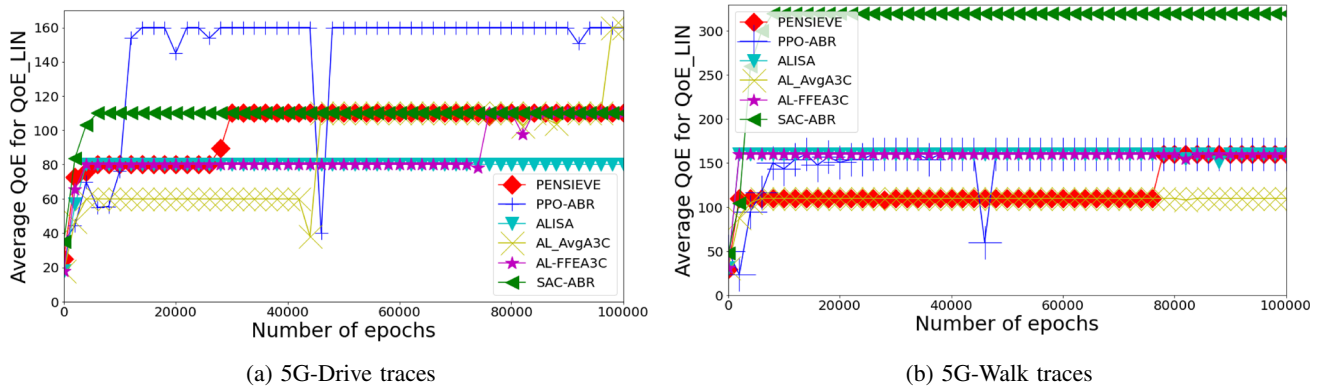 Average QoE for QoE_LIN
160
140
120
100
80
60
40
20
0
0
20000
40000
60000
80000
100000
Number of epochs
PENSIEVE
PPO-ABR
ALISA
AL_AvgA3C
AL-FFEA3C
SAC-ABR
(a) 5G-Drive traces
Average QoE for QoE_LIN
300
250
200
150
100
50
0
0
20000
40000
60000
80000
100000
Number of epochs
PENSIEVE
PPO-ABR
ALISA
AL_AvgA3C
AL-FFEA3C
SAC-ABR
(b) 5G-Walk traces